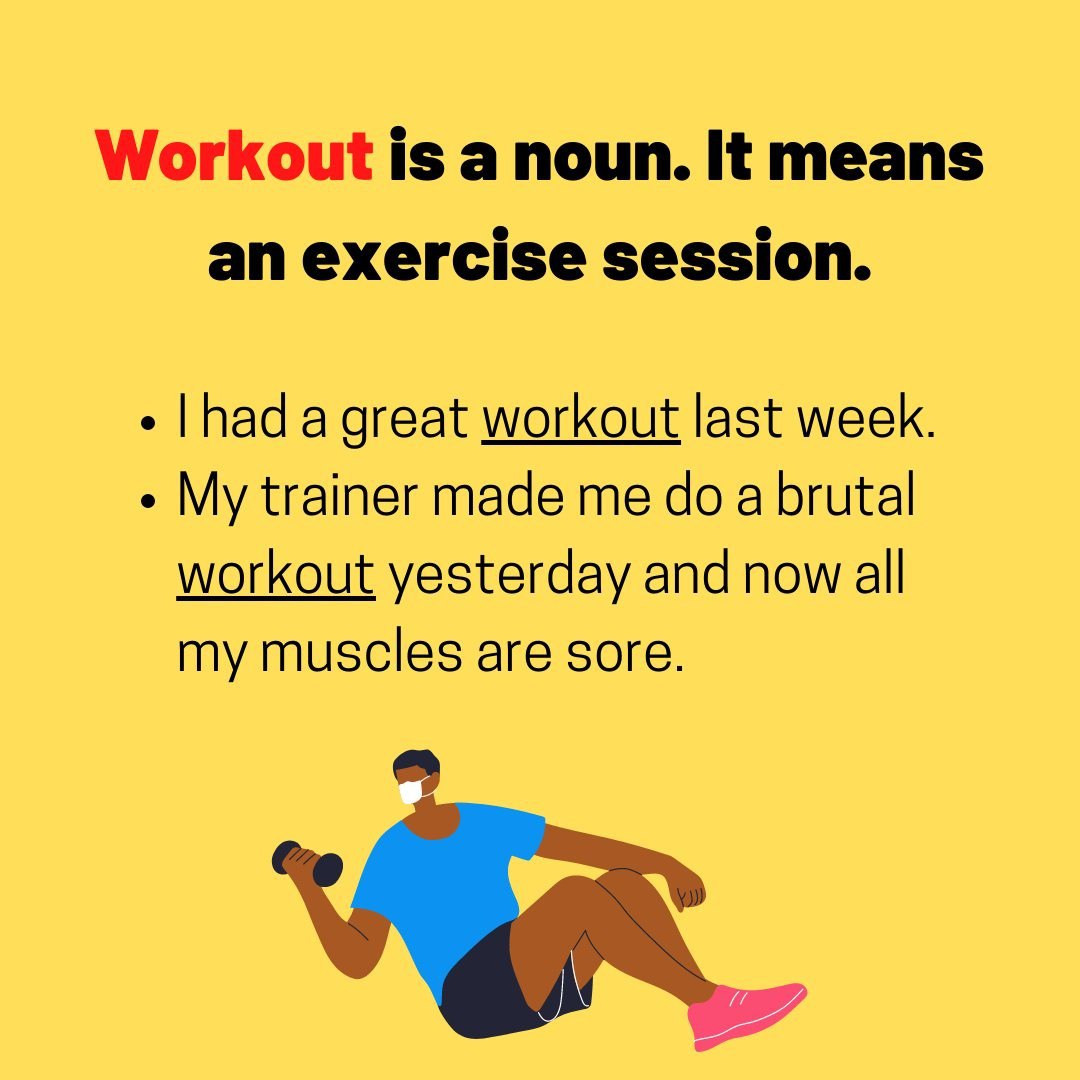 Workout is a noun. It means
an exercise session.
• I had a great workout last week.
• My trainer made me do a brutal
workout yesterday and now all
my muscles are sore.